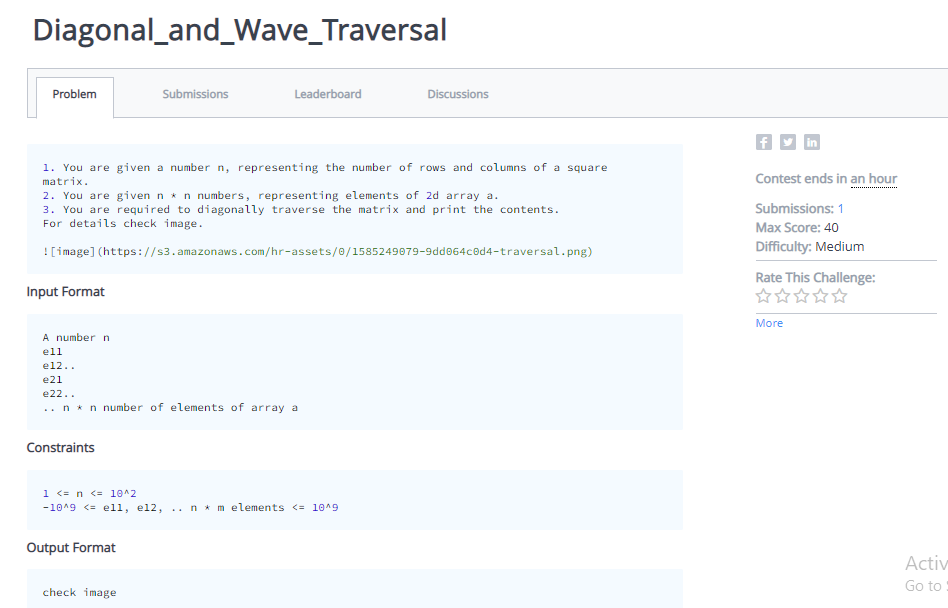 Diagonal_and_Wave_Traversal
Problem
Submissions
Leaderboard
Discussions
1. You are given a number n, representing the number of rows and columns of a square
matrix.
2. You are given n * n numbers, representing elements of 2d array a.
3. You are required to diagonally traverse the matrix and print the contents.
For details check image.
![image](https://s3.amazonaws.com/hr-assets/0/1585249079-9dd064c0d4-traversal.png)
Input Format
A number n
e11
e12..
e21
e22..
.. n * n number of elements of array a
Constraints
1 <= n <= 10^2
-10^9 <= e11, e12, .. n * m elements <= 10^9
Output Format
check image
f
in
Contest ends in an hour
Submissions: 1
Max Score: 40
Difficulty: Medium
Rate This Challenge:
More
Activ
Go to S